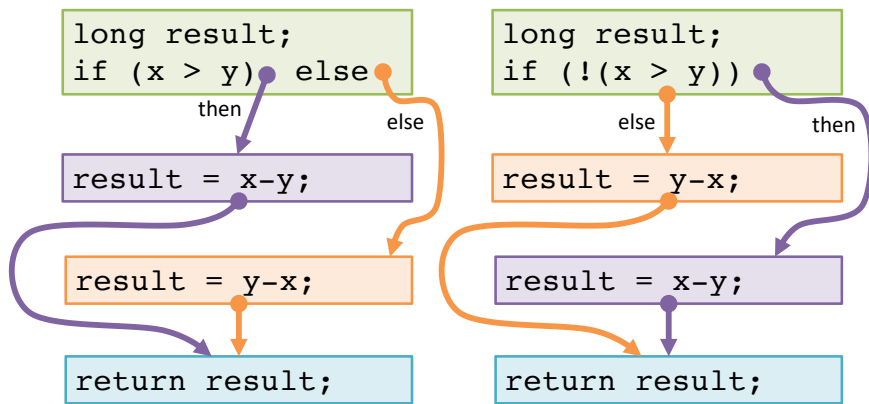 long result;
if (x > y) else
then
else
result = x-y;
result = y-x;
return result;
long result;
if (!(x > y))
else
then
result = y-x;
result = x-y;
return result;